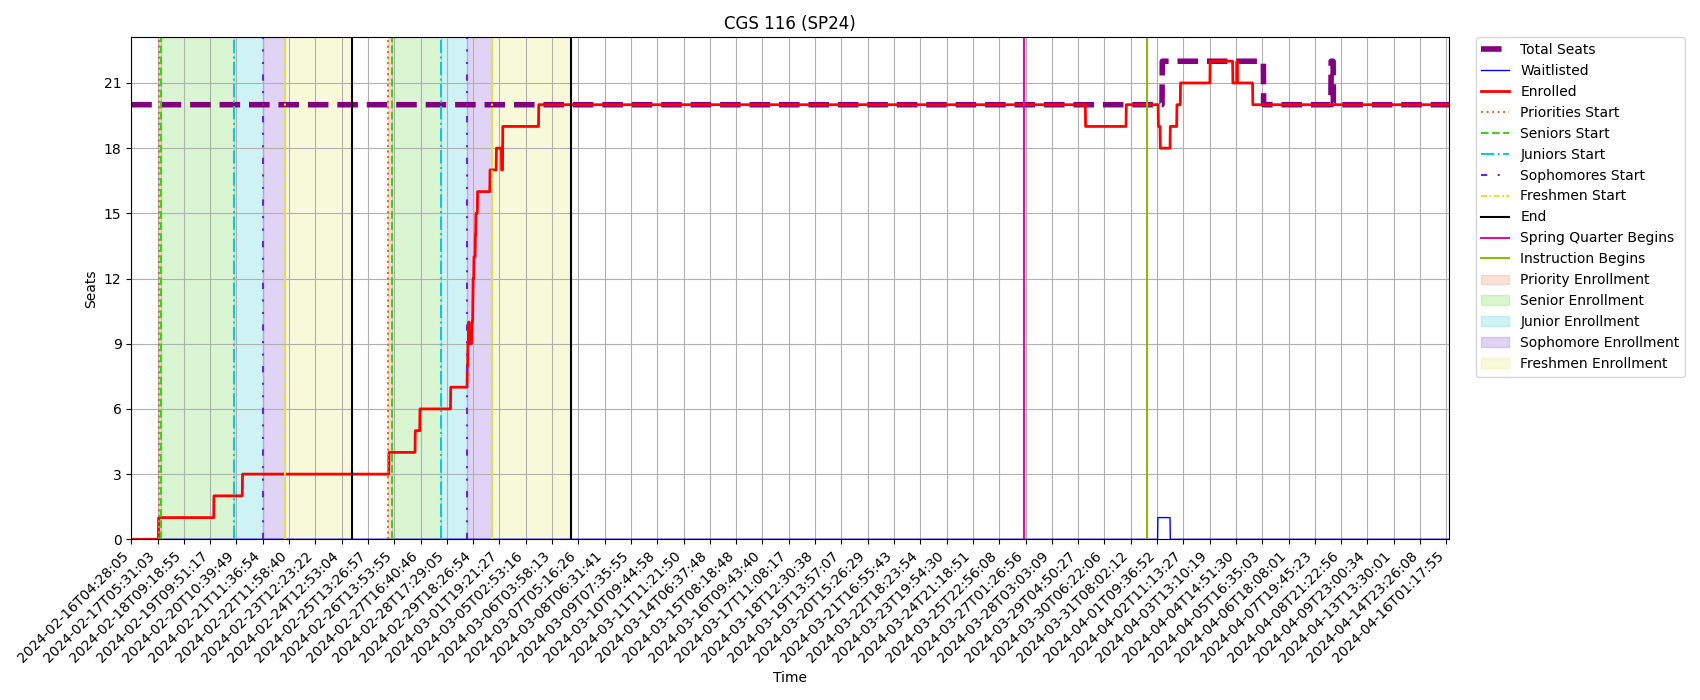 CGS 116 (SP24)
Seats
21
18
15
12
9
6
3
0
2024-02-16T04:28:05
2024-02-17T05:31:03
2024-02-18T09:18:55
2024-02-19T09:51:17
2024-02-20T10:39:49
2024-02-21T11:36:54
2024-02-22T11:58:40
2024-02-23T12:23:22
2024-02-24T12:53:04
2024-02-25T13:26:57
2024-02-26T13:53:55
2024-02-27T16:40:46
2024-02-28T17:29:05
2024-02-29T18:26:54
2024-03-01T19:21:27
2024-03-05T02:53:16
2024-03-06T03:58:13
2024-03-07T05:16:26
2024-03-08T06:31:41
2024-03-09T07:35:55
2024-03-10T09:44:58
2024-03-11T11:21:50
2024-03-14T06:37:48
2024-03-15T08:18:48
2024-03-16T09:43:40
2024-03-17T11:08:17
2024-03-18T12:30:38
2024-03-19T13:57:07
2024-03-20T15:26:29
2024-03-21T16:55:43
2024-03-22T18:23:54
2024-03-23T19:54:30
2024-03-24T21:18:51
2024-03-25T22:56:08
2024-03-27T01:26:56
2024-03-28T03:03:09
2024-03-29T04:50:27
2024-03-30T06:22:06
2024-03-31T08:02:12
2024-04-01T09:36:52
2024-04-02T11:13:27
2024-04-03T13:10:19
2024-04-04T14:51:30
2024-04-05T16:35:03
2024-04-06T18:08:01
2024-04-07T19:45:23
2024-04-08T21:22:56
2024-04-09T23:00:34
2024-04-13T13:30:01
2024-04-14T23:26:08
2024-04-16T01:17:55
Time
Total Seats
Waitlisted
Enrolled
Priorities Start
Seniors Start
Juniors Start
Sophomores Start
Freshmen Start
End
Spring Quarter Begins
Instruction Begins
Priority Enrollment
Senior Enrollment
Junior Enrollment
Sophomore Enrollment
Freshmen Enrollment